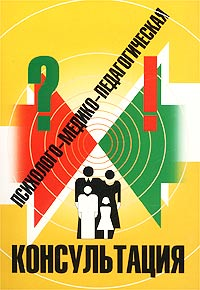 ?
!
ПСИХОЛОГО-МЕДИКО-ПЕДАГОГИЧЕСКАЯ
КОНСУЛЬТАЦИЯ